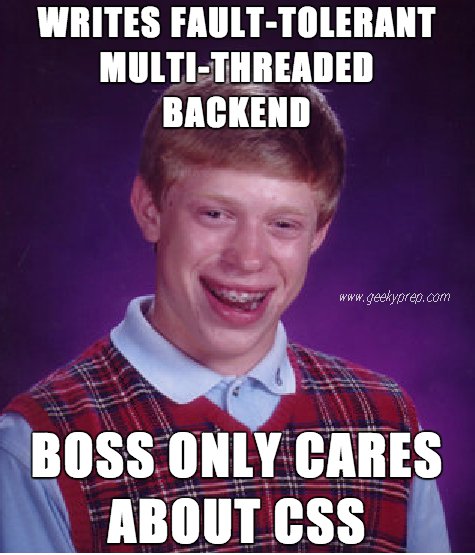 WRITES FAULT-TOLERANT
MULTI-THREADED
BACKEND
www.geekyprep.com
BOSS ONLY CARES
ABOUT CSS